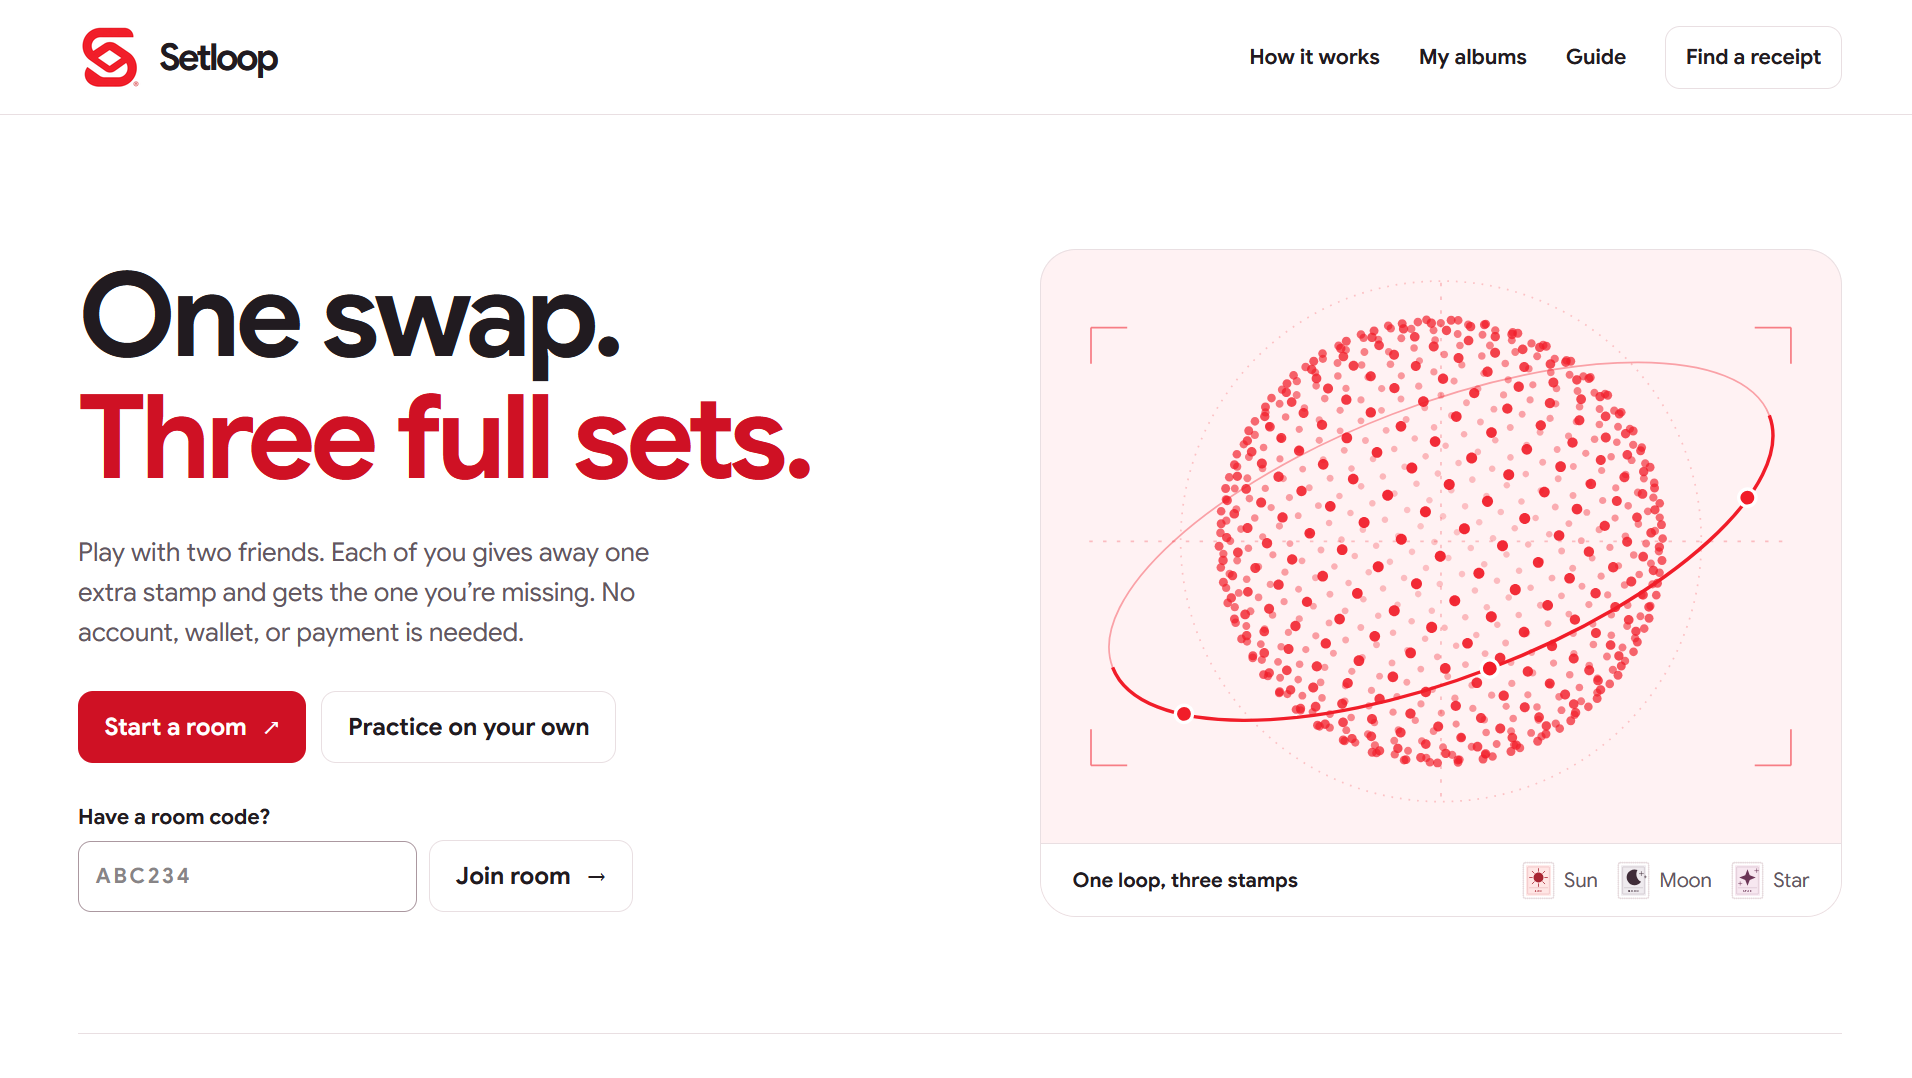 Setloop
How it works
My albums
Guide
Find a receipt
One swap.
Three full sets.
Play with two friends. Each of you gives away one
extra stamp and gets the one you’re missing. No
account, wallet, or payment is needed.
Start a room ↗
Practice on your own
Have a room code?
ABC234
Join room →
One loop, three stamps
Sun
Moon
Star